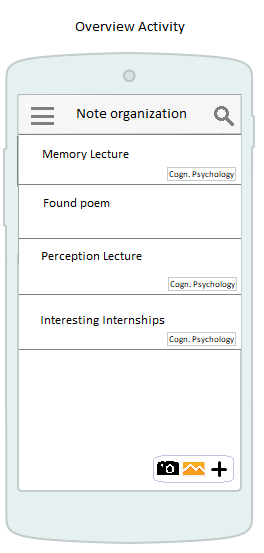 Overview Activity
Note organization
Memory Lecture
Cogn. Psychology
Found poem
Perception Lecture
Cogn. Psychology
Interesting Internships
Cogn. Psychology